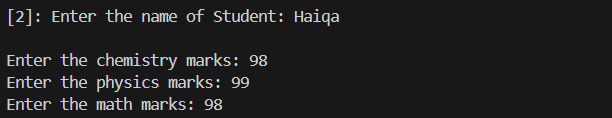 [2]: Enter the name of Student: Haiqa
Enter the chemistry marks: 98
Enter the physics marks: 99
Enter the math marks: 98